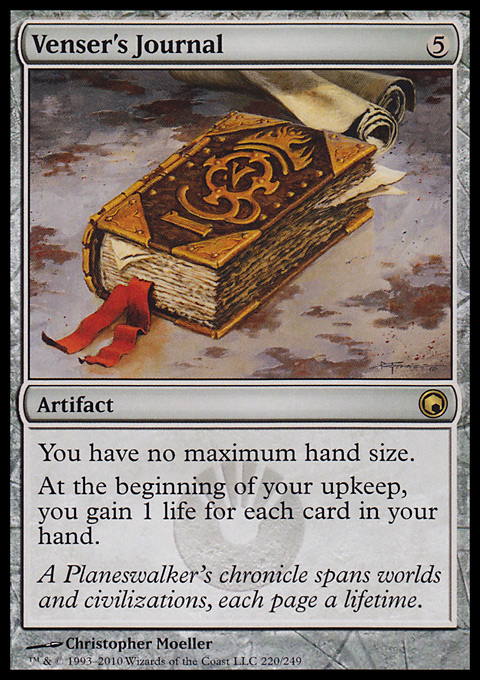 Venser's Journal 5
Artifact
You have no maximum hand size.
At the beginning of your upkeep,
you gain 1 life for each card in your
hand.
A Planeswalker's chronicle spans worlds
and civilizations, each page a lifetime.
Christopher Moeller
™ & © 1993–2010 Wizards of the Coast LLC 220/249